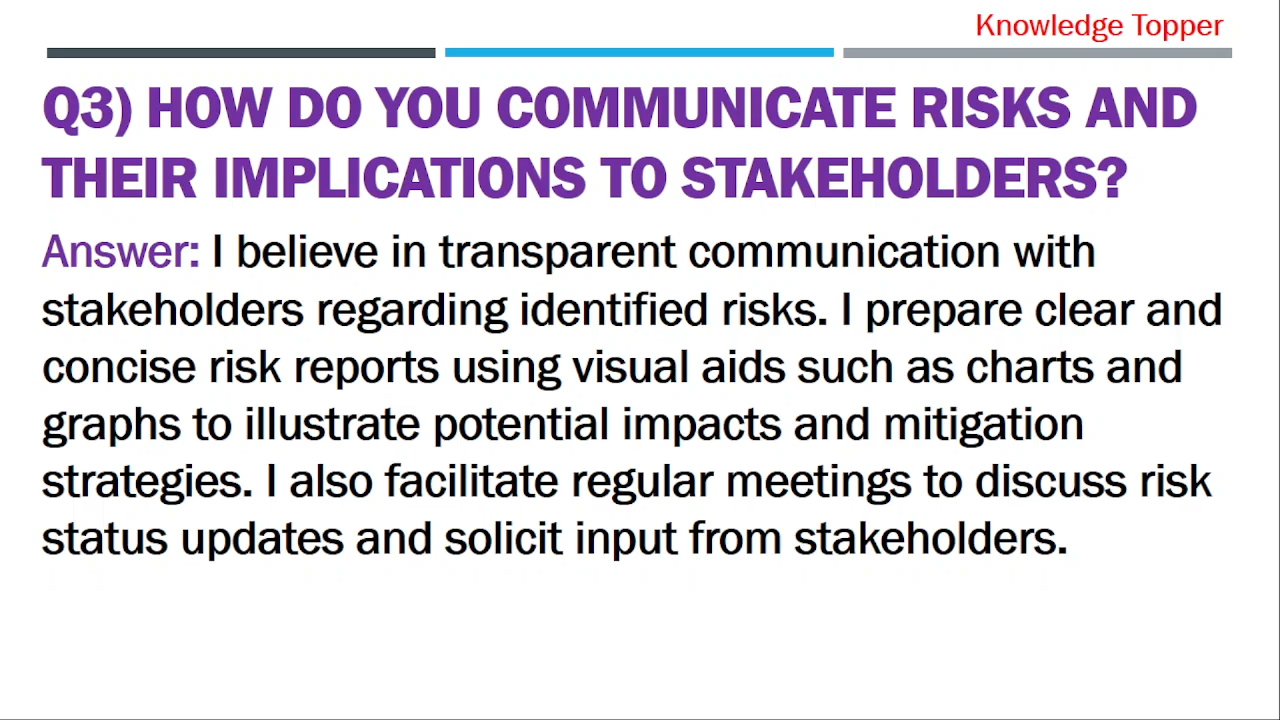 Knowledge Topper
Q3) HOW DO YOU COMMUNICATE RISKS AND
THEIR IMPLICATIONS TO STAKEHOLDERS?
Answer: I believe in transparent communication with
stakeholders regarding identified risks. I prepare clear and
concise risk reports using visual aids such as charts and
graphs to illustrate potential impacts and mitigation
strategies. I also facilitate regular meetings to discuss risk
status updates and solicit input from stakeholders.